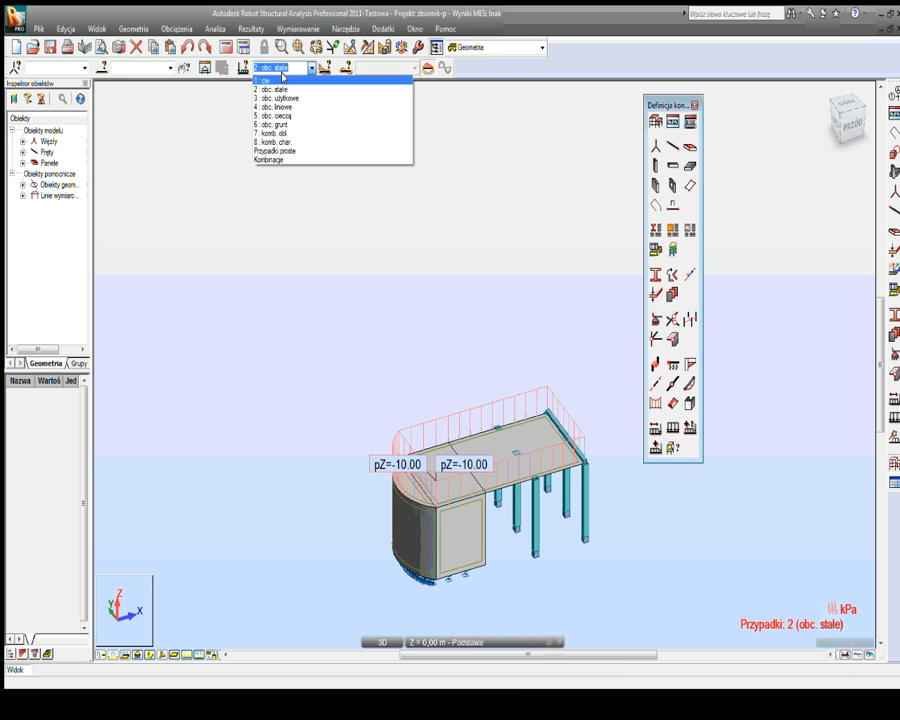 Autodesk Robot Structural Analysis Professional 2011-Testowa - Projekt: zbiornik-p - Wyniki MES: brak
Wpisz słowo kluczowe lub frazę
PRO
Plik Edycja Widok Geometria Obciążenia Analiza Rezultaty Wymiarowanie Narzędzia Dodatki Okno Pomoc
Geometria
2 : obc. stałe
1 : cw
2 : obc. stałe
3 : obc. użytkowe
4 : obc. liniowe
5 : obc. cieczą
6 : obc. grunt
7 : komb. obl.
8 : komb. char.
Przypadki proste
Kombinacje
Inspektor obiektów
Obiekty
Obiekty modelu
Węzły
Pręty
Panele
Obiekty pomocnicze
Obiekty geom...
Linie wymiaro...
Geometria Grupy
Nazwa Wartoś Jed
Definicja kon...
PRZÓD
pZ=-10.00 pZ=-10.00
Z
Y
X
kPa
Przypadki: 2 (obc. stałe)
3D Z = 0,00 m - Podstawa
Widok